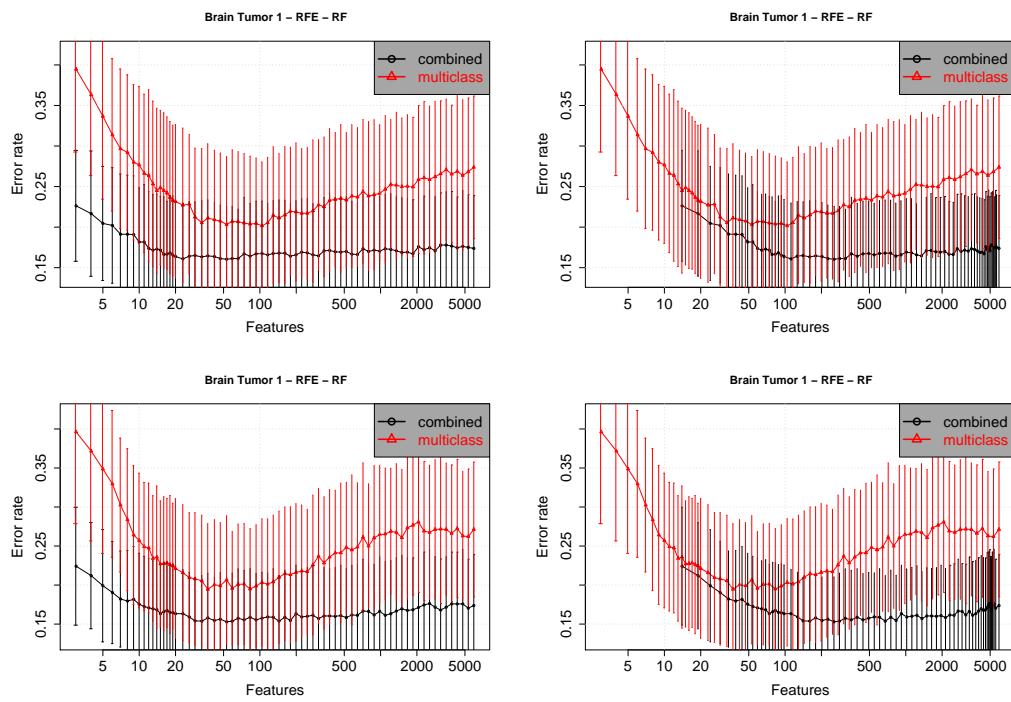 Brain Tumor 1 – RFE – RF
Error rate
0.15 0.25 0.35
combined
multiclass
5 10 20 50 100 500 2000 5000
Features
Brain Tumor 1 – RFE – RF
Error rate
0.15 0.25 0.35
combined
multiclass
5 20 50 100 500 2000 5000
Features
Brain Tumor 1 – RFE – RF
Error rate
0.15 0.25 0.35
combined
multiclass
5 10 20 50 100 500 2000 5000
Features
Brain Tumor 1 – RFE – RF
Error rate
0.15 0.25 0.35
combined
multiclass
5 20 50 100 500 2000 5000
Features